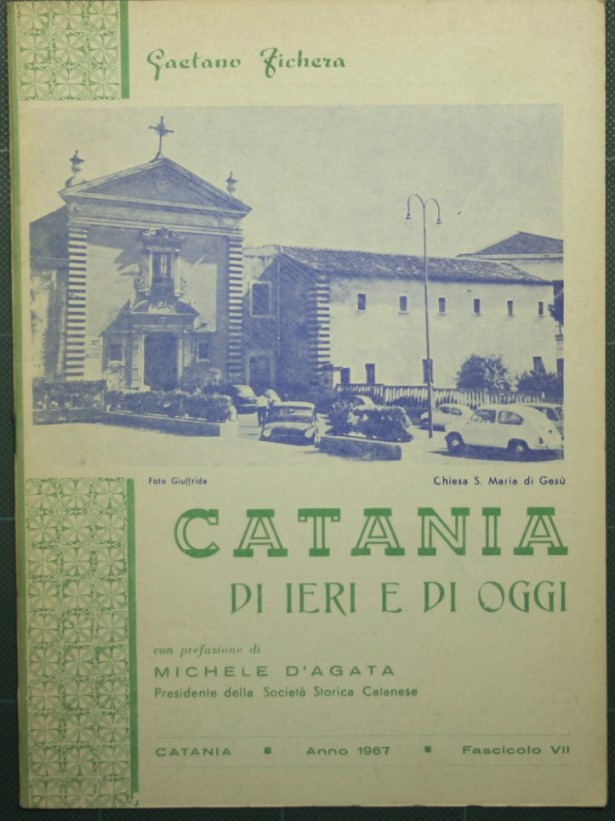 Gaetano Fichera
Foto Giuffrida
Chiesa S. Maria di Gesù
CATANIA
DI IERI E DI OGGI
con prefazione di
MICHELE D'AGATA
Presidente della Società Storica Catanese
CATANIA ■ Anno 1967 ■ Fascicolo VII